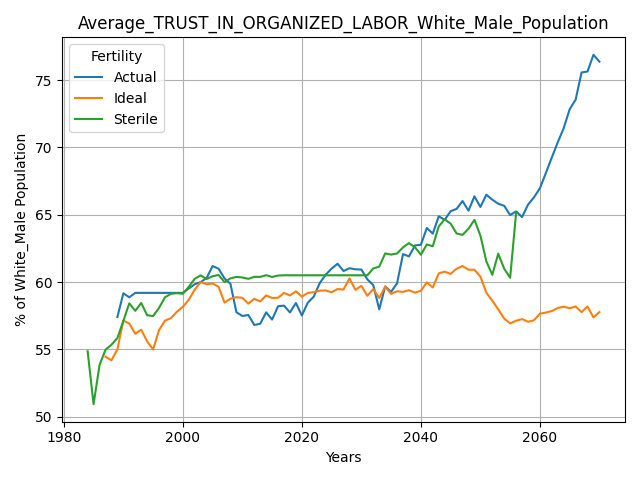 Average_TRUST_IN_ORGANIZED_LABOR_White_Male_Population
Fertility
Actual
Ideal
Sterile
% of White_Male Population
75
70
65
60
55
50
1980
2000
2020
2040
2060
Years